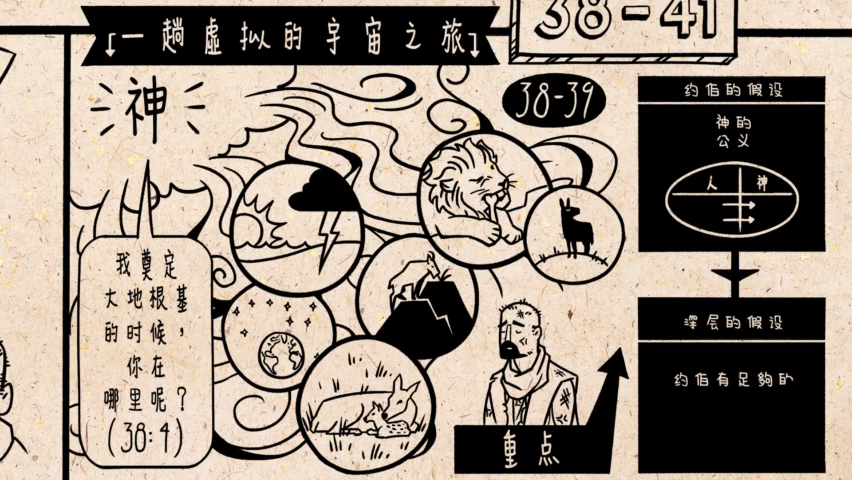 一趟虚拟的宇宙之旅
38-41
神
38-39
我奠定
大地根基
的时候，
你在
哪里呢？
(38:4)
约伯的假设
神的
公义
人 神
深层的假设
约伯有足夠的
重点